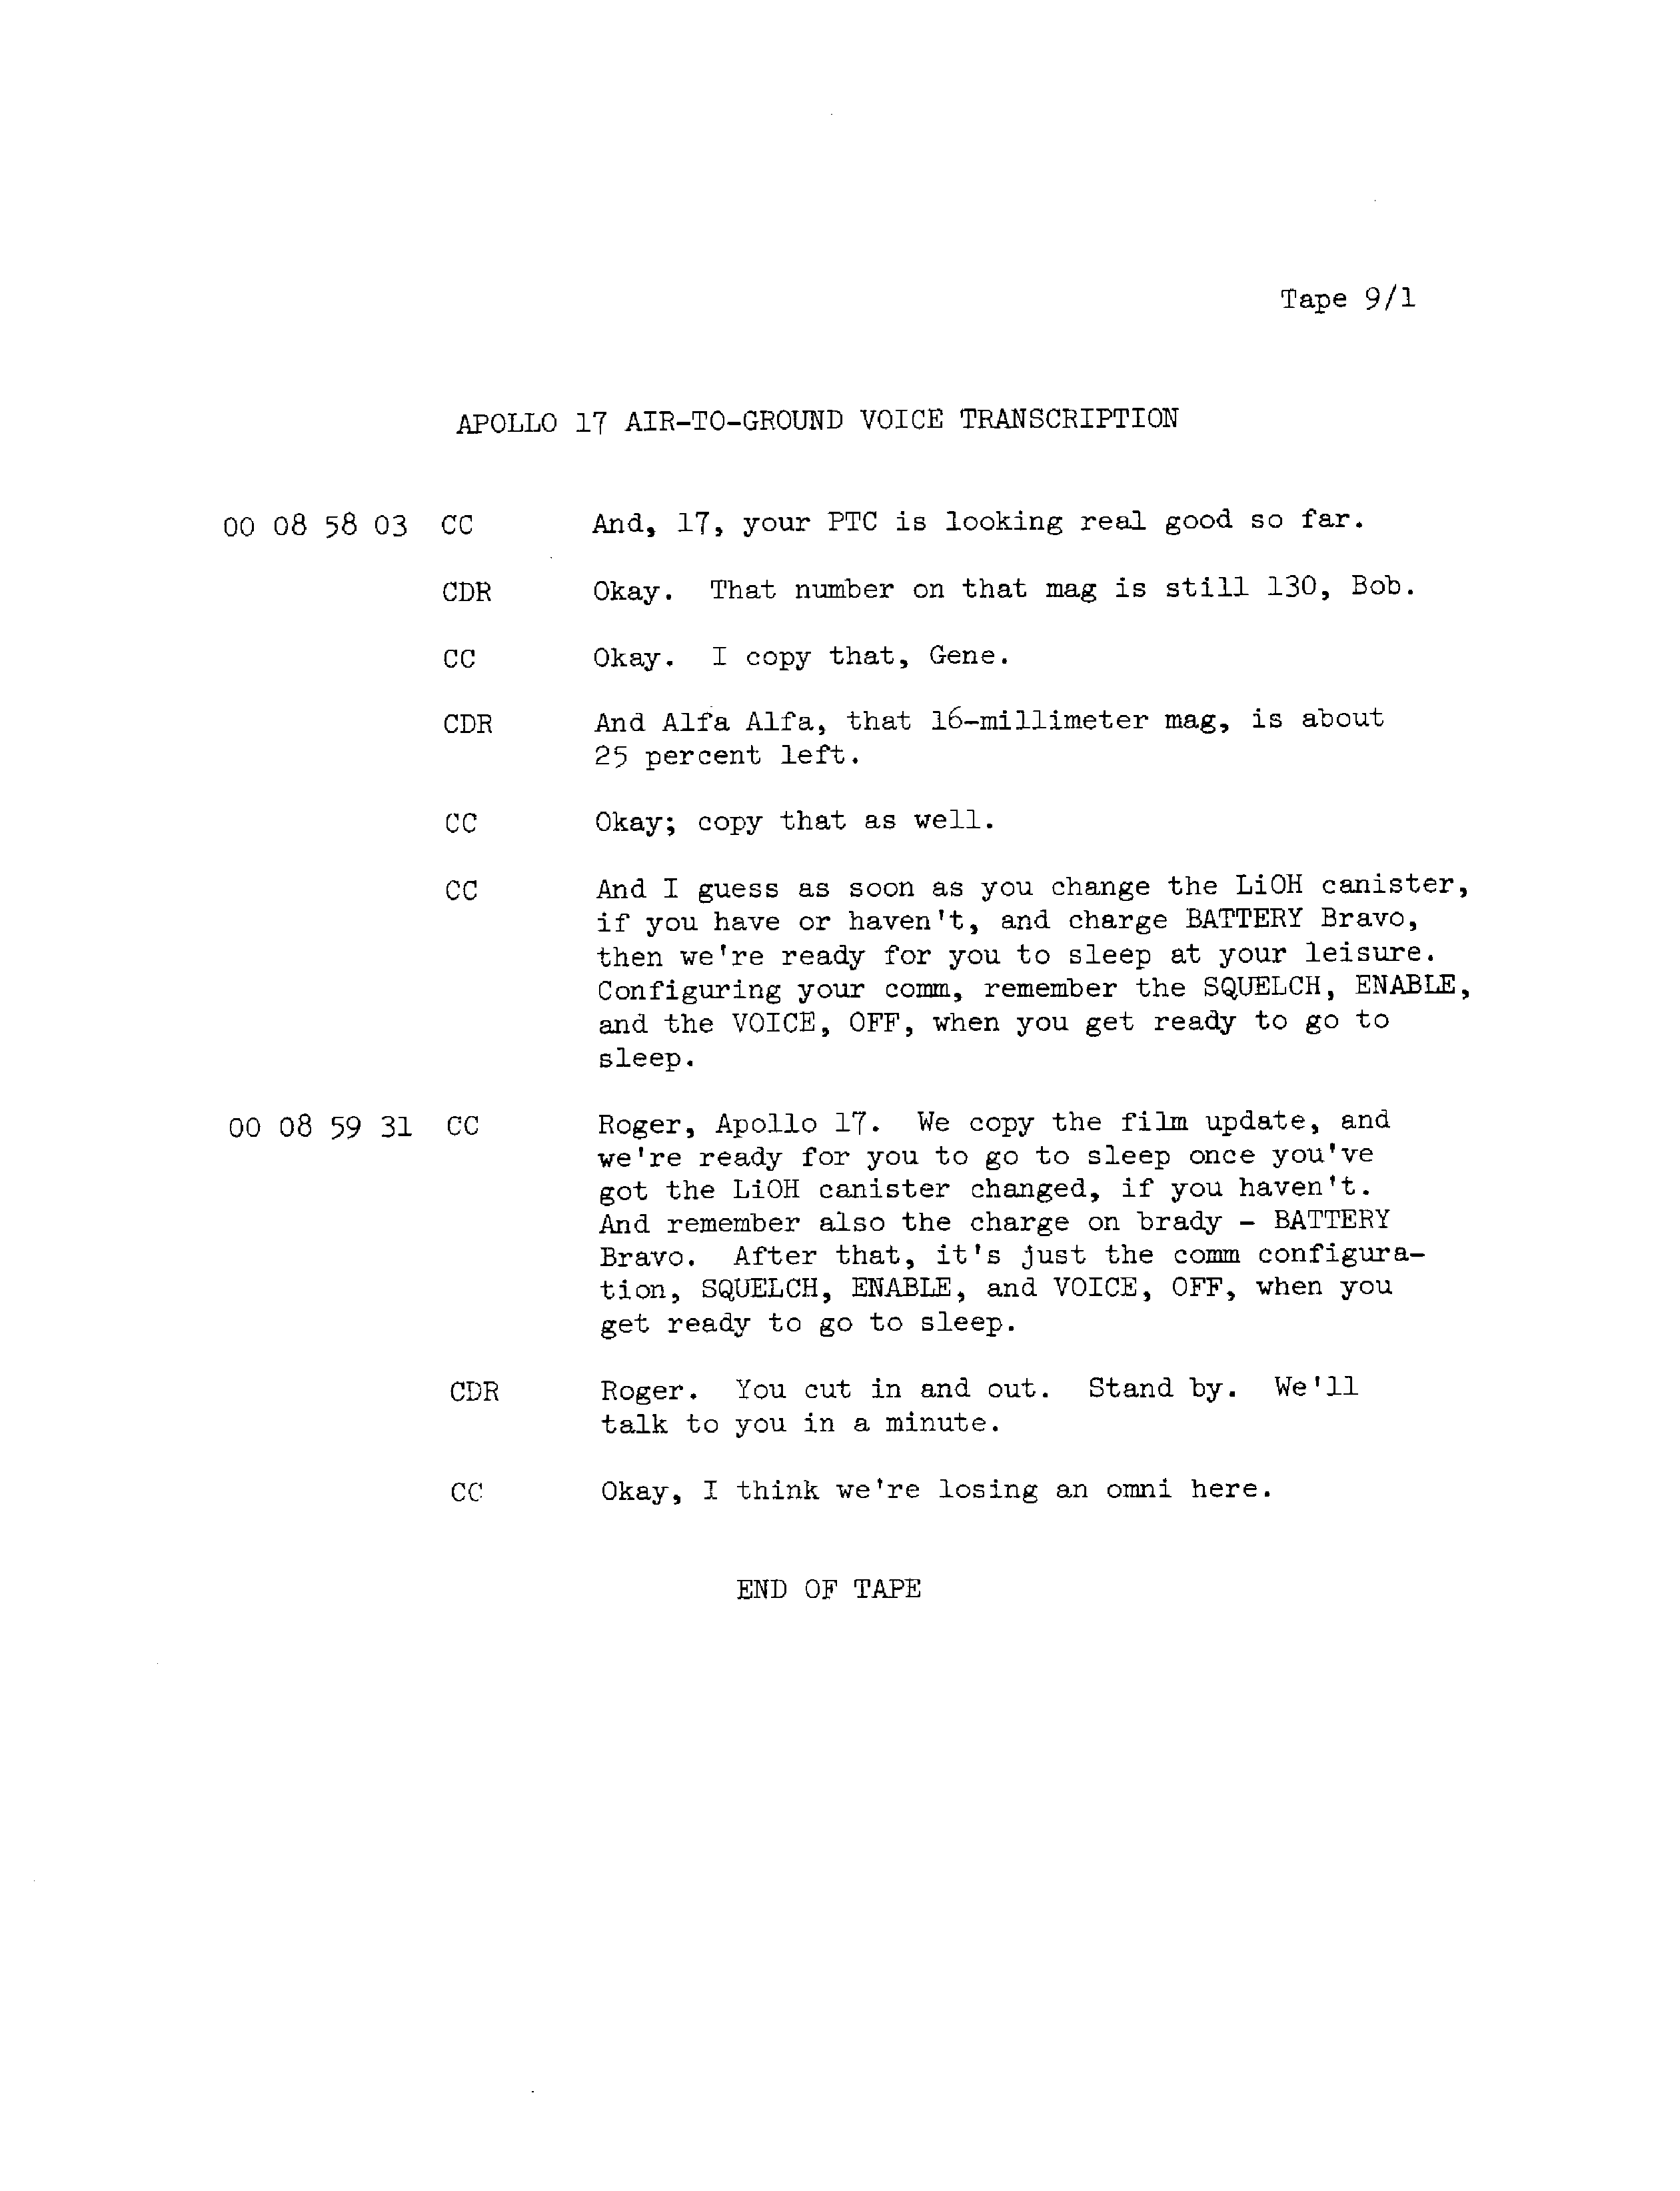 Tape 9/1
APOLLO 17 AIR-TO-GROUND VOICE TRANSCRIPTION
00 08 58 03 CC And, 17, your PTC is looking real good so far.
CDR Okay. That number on that mag is still 130, Bob.
CC Okay. I copy that, Gene.
CDR And Alfa Alfa, that 16-millimeter mag, is about
25 percent left.
CC Okay; copy that as well.
CC And I guess as soon as you change the LiOH canister,
if you have or haven't, and charge BATTERY Bravo,
then we're ready for you to sleep at your leisure.
Configuring your comm, remember the SQUELCH, ENABLE,
and the VOICE, OFF, when you get ready to go to
sleep.
00 08 59 31 CC Roger, Apollo 17. We copy the film update, and
we're ready for you to go to sleep once you've
got the LiOH canister changed, if you haven't.
And remember also the charge on brady - BATTERY
Bravo. After that, it's just the comm configura-
tion, SQUELCH, ENABLE, and VOICE, OFF, when you
get ready to go to sleep.
CDR Roger. You cut in and out. Stand by. We'll
talk to you in a minute.
CC Okay, I think we're losing an omni here.
END OF TAPE